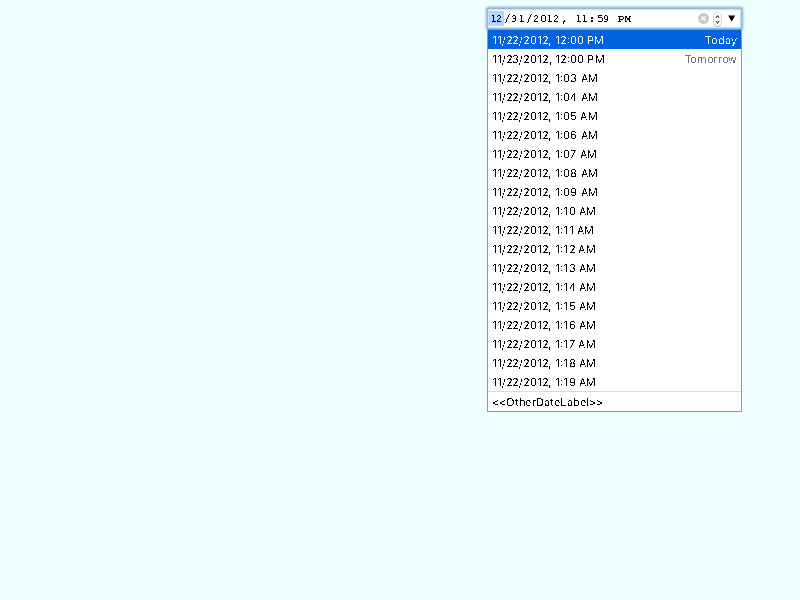 12/31/2012, 11:59 PM
11/22/2012, 12:00 PM Today
11/23/2012, 12:00 PM Tomorrow
11/22/2012, 1:03 AM
11/22/2012, 1:04 AM
11/22/2012, 1:05 AM
11/22/2012, 1:06 AM
11/22/2012, 1:07 AM
11/22/2012, 1:08 AM
11/22/2012, 1:09 AM
11/22/2012, 1:10 AM
11/22/2012, 1:11 AM
11/22/2012, 1:12 AM
11/22/2012, 1:13 AM
11/22/2012, 1:14 AM
11/22/2012, 1:15 AM
11/22/2012, 1:16 AM
11/22/2012, 1:17 AM
11/22/2012, 1:18 AM
11/22/2012, 1:19 AM
<<OtherDateLabel>>